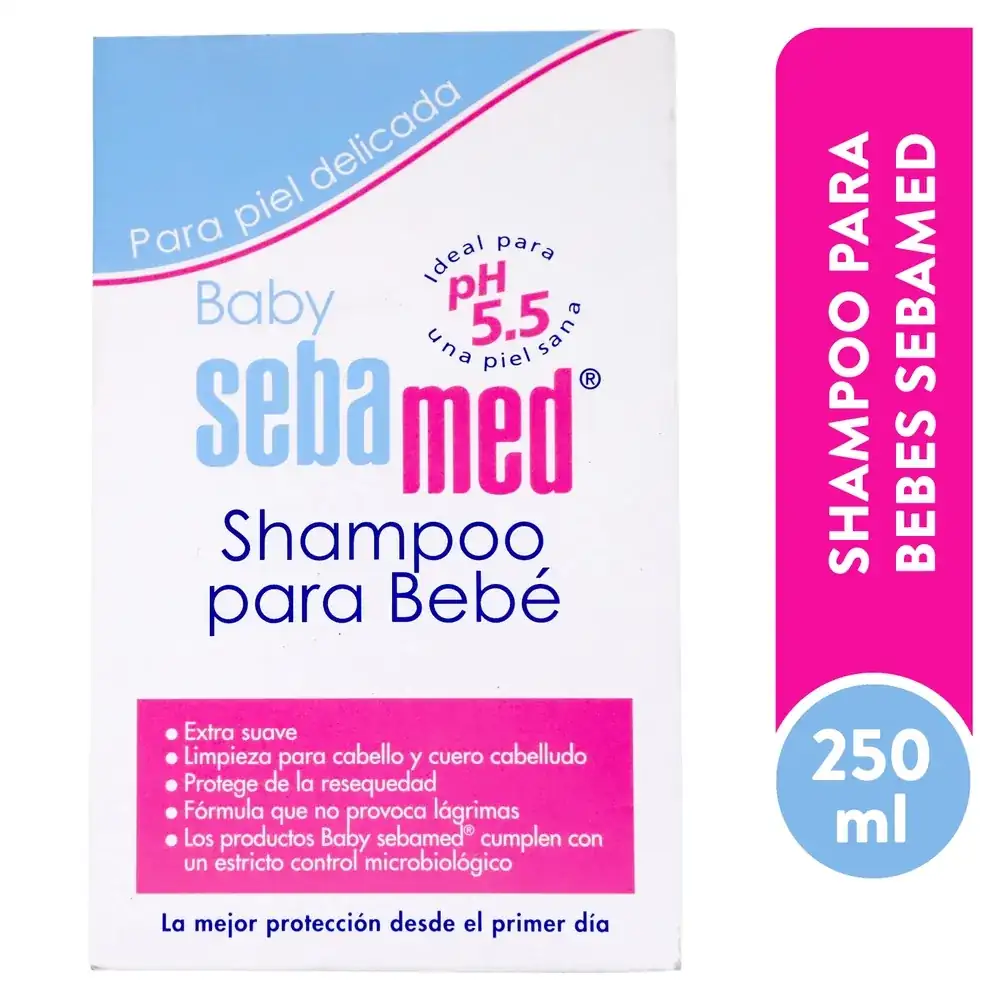 Para piel delicada
Baby
sebamed®
Ideal para
pH
5.5
una piel sana
Shampoo
para Bebé
• Extra suave
• Limpieza para cabello y cuero cabelludo
• Protege de la resequedad
• Fórmula que no provoca lágrimas
• Los productos Baby sebamed® cumplen con
un estricto control microbiológico
La mejor protección desde el primer día
SHAMPOO PARA
BEBES SEBAMED
250
ml